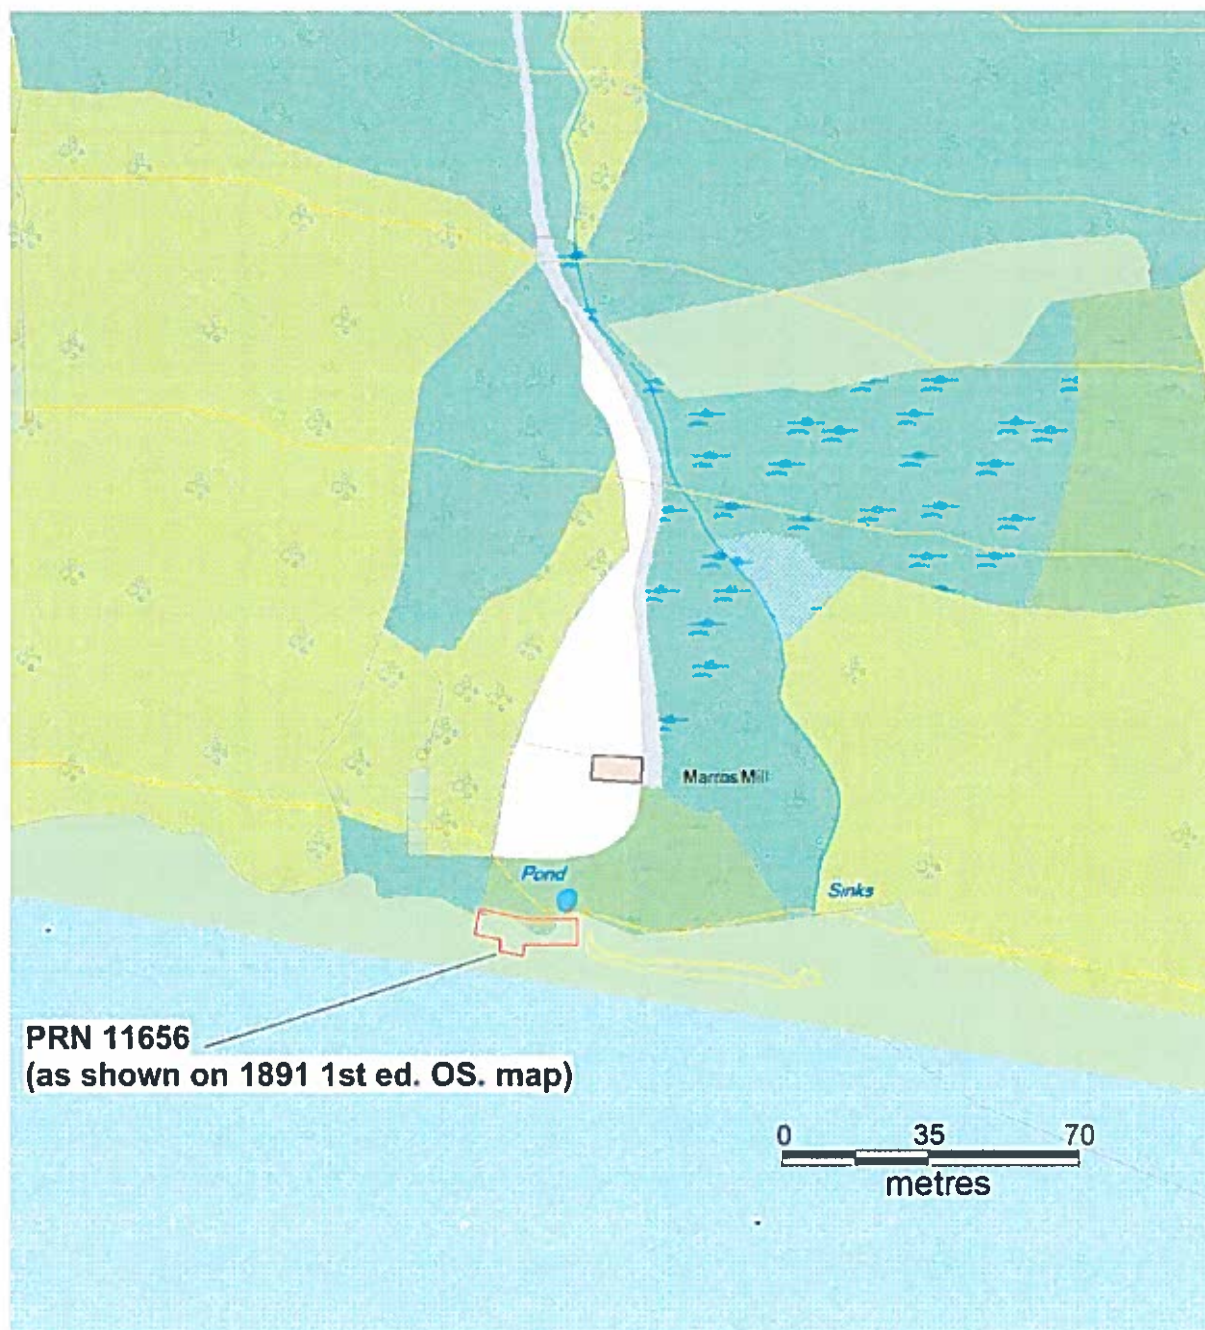 Marros Mill
Pond
Sinks
PRN 11656
(as shown on 1891 1st ed. OS. map)
0 35 70
metres